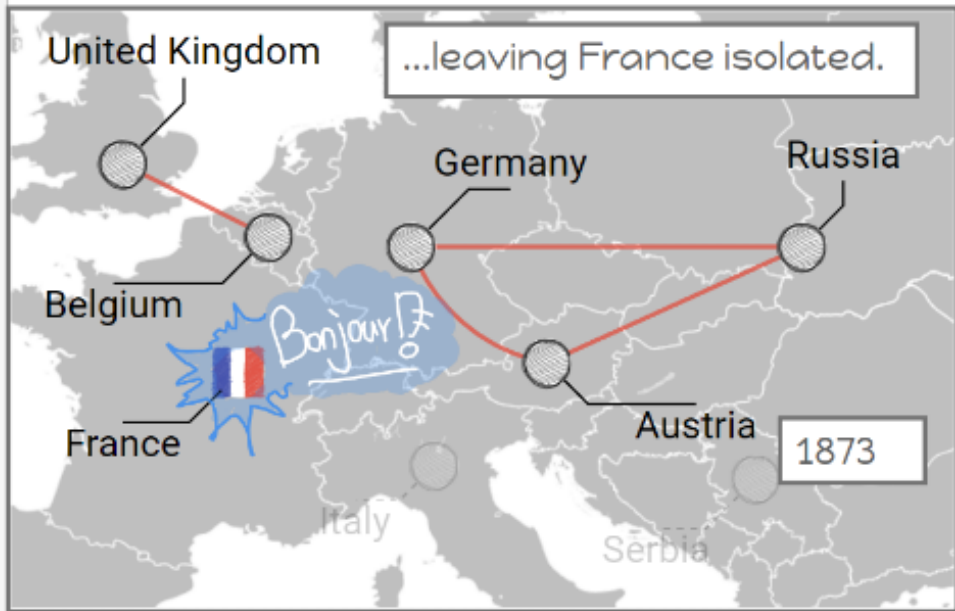 United Kingdom
...leaving France isolated.
Germany
Russia
Belgium
Bonjour!?
France
Austria
1873
Italy
Serbia